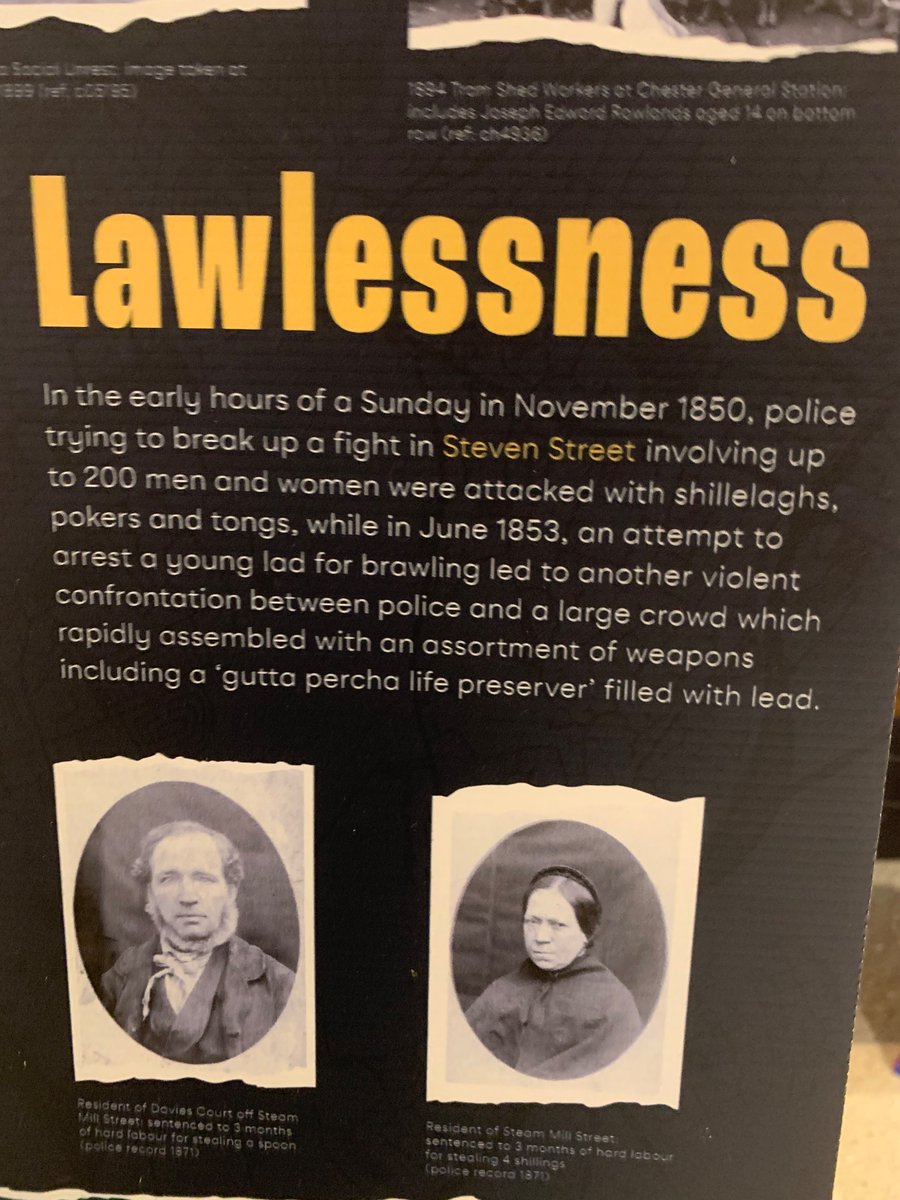 Social Unrest; image taken at
1899
1894 Tram Shed Workers at Chester General Station;
includes Joseph Edward Rowlands aged 14 on bottom
row (ref: ch4936)
Lawlessness
In the early hours of a Sunday in November 1850, police
trying to break up a fight in Steven Street involving up
to 200 men and women were attacked with shillelaghs,
pokers and tongs, while in June 1853, an attempt to
arrest a young lad for brawling led to another violent
confrontation between police and a large crowd which
rapidly assembled with an assortment of weapons
including a ‘gutta percha life preserver’ filled with lead.
Resident of Davies Court off Steam
Mill Street; sentenced to 3 months
of hard labour for stealing a spoon
(police record 1871)
Resident of Steam Mill Street;
sentenced to 3 months of hard labour
for stealing 4 shillings
(police record 1871)